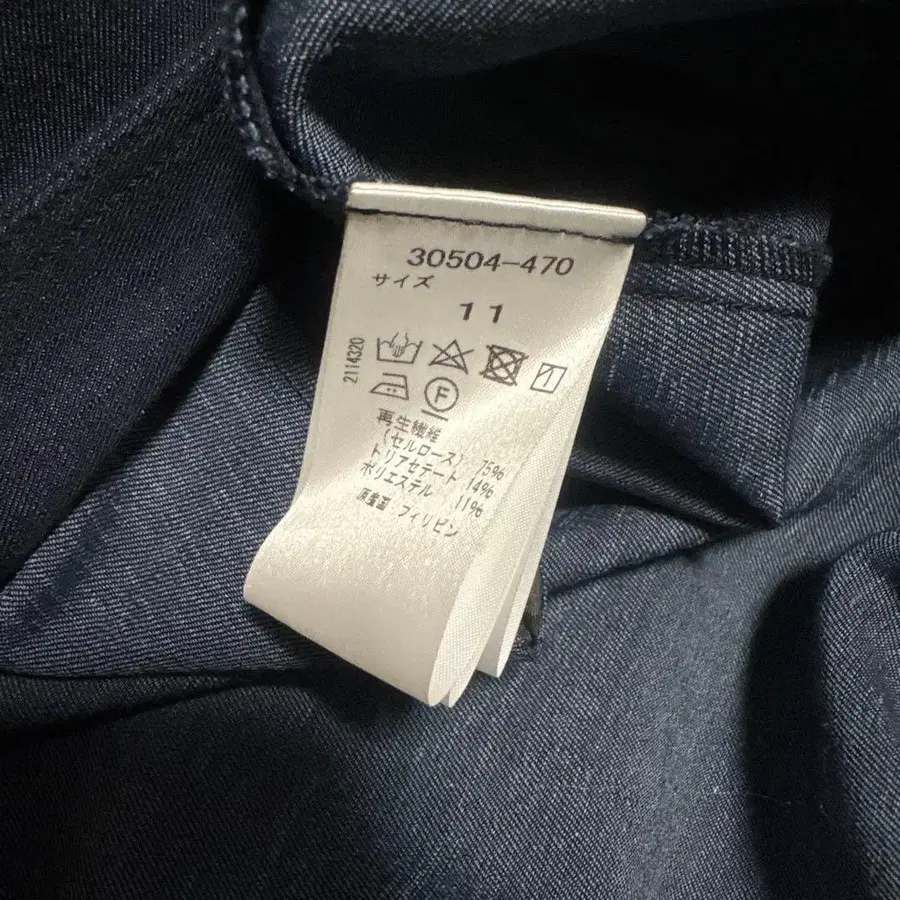 30504-470
サイズ
11
2114320
F
再生繊維
(セルロース) 75%
トリアセテート 14%
ポリエステル 11%
原産国 フィリピン